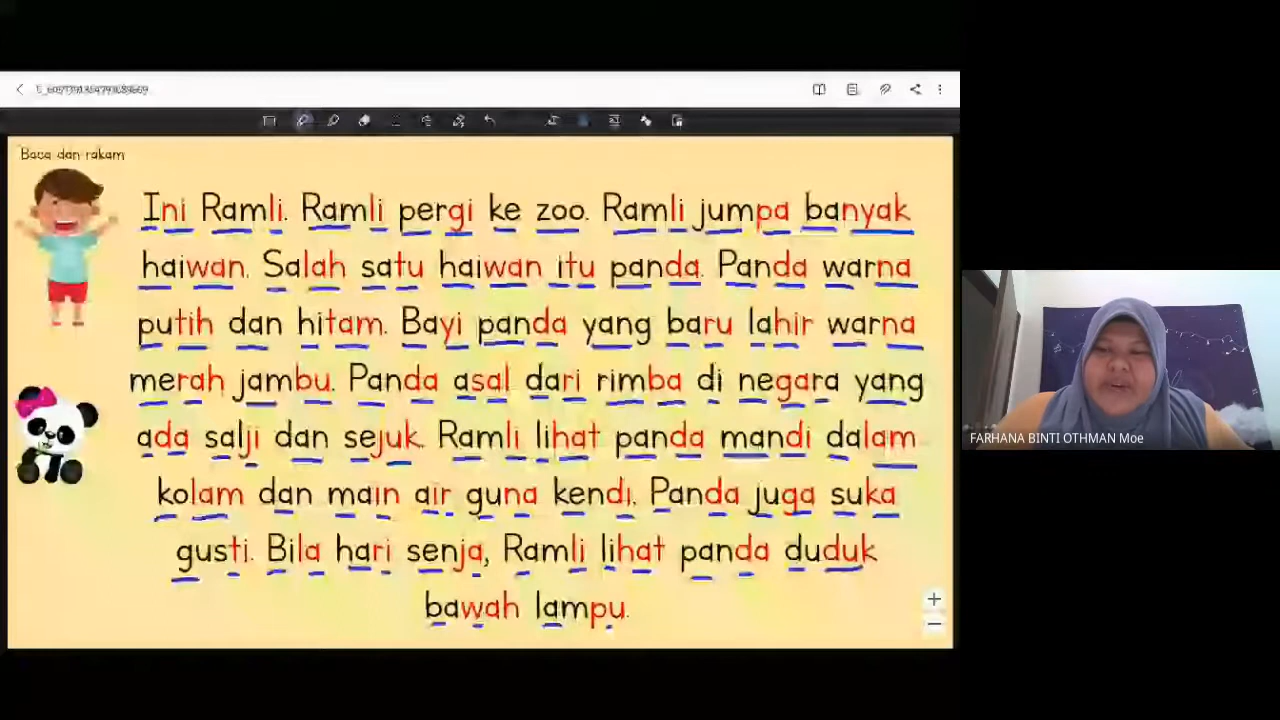 Baca dan rakam
Ini Ramli. Ramli pergi ke zoo. Ramli jumpa banyak
haiwan. Salah satu haiwan itu panda. Panda warna
putih dan hitam. Bayi panda yang baru lahir warna
merah jambu. Panda asal dari rimba di negara yang
ada salji dan sejuk. Ramli lihat panda mandi dalam
kolam dan main air guna kendi. Panda juga suka
gusti. Bila hari senja, Ramli lihat panda duduk
bawah lampu.
FARHANA BINTI OTHMAN Moe